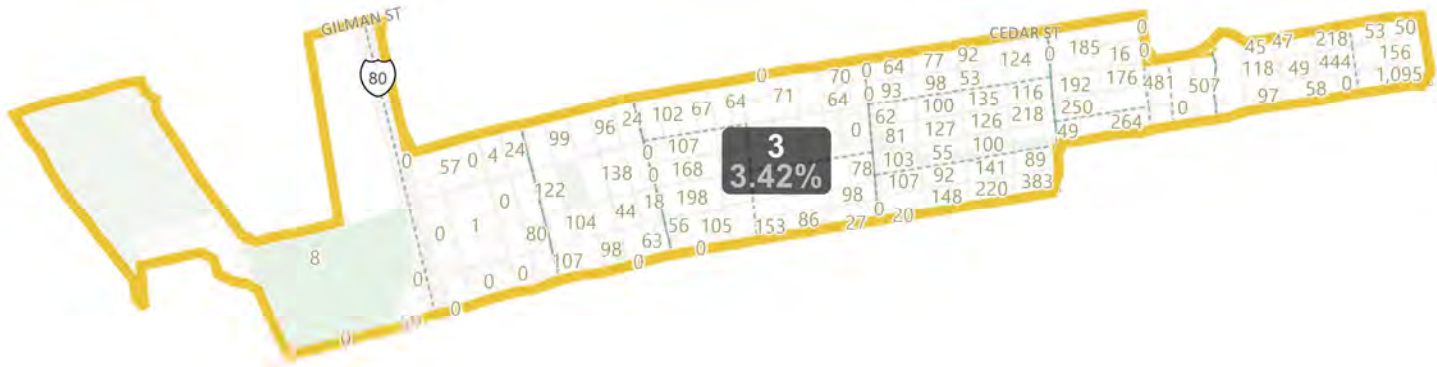 GILMAN ST
CEDAR ST
80
3
3.42%
0
0 70 0 64 77 92 124 0 185 16 0 45 47 218 53 50
99 96 24 102 67 64 71 64 0 93 98 53 116 192 176 481 507 118 49 444 156
0 57 0 4 24 62 100 135 218 250 0 97 58 0 1,095
0 107 0 81 127 126 49 264
138 0 168 78 103 55 100 89
122 0 18 198 98 107 92 141 383
0 1 80 104 44 56 105 153 86 27 0 20 148 220
8 107 98 63 0 0
0 0 0
0 0